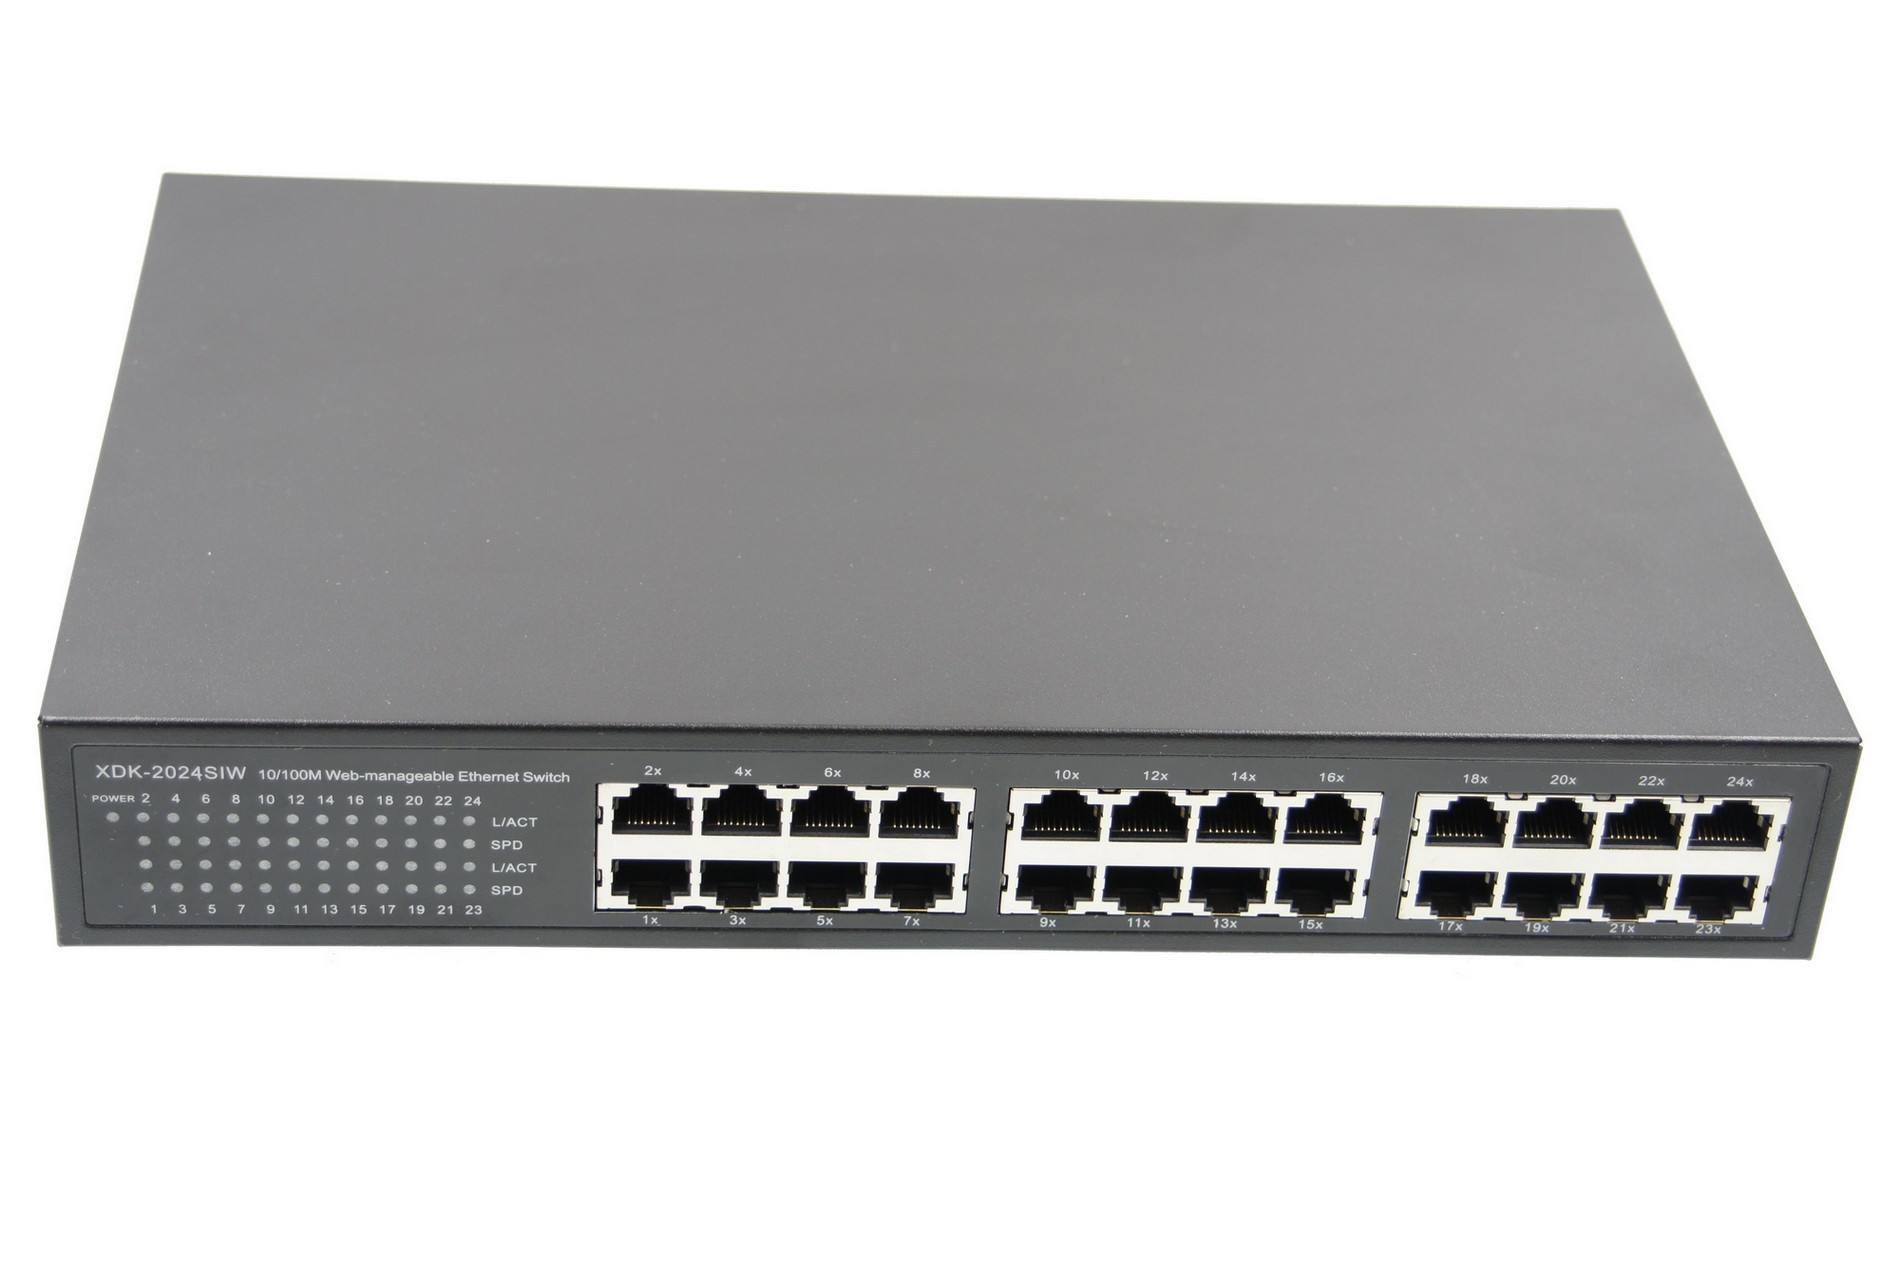 XDK-2024SIW 10/100M Web-manageable Ethernet Switch
POWER 2 4 6 8 10 12 14 16 18 20 22 24
L/ACT
SPD
L/ACT
SPD
1 3 5 7 9 11 13 15 17 19 21 23
2x 4x 6x 8x 10x 12x 14x 16x 18x 20x 22x 24x
1x 3x 5x 7x 9x 11x 13x 15x 17x 19x 21x 23x